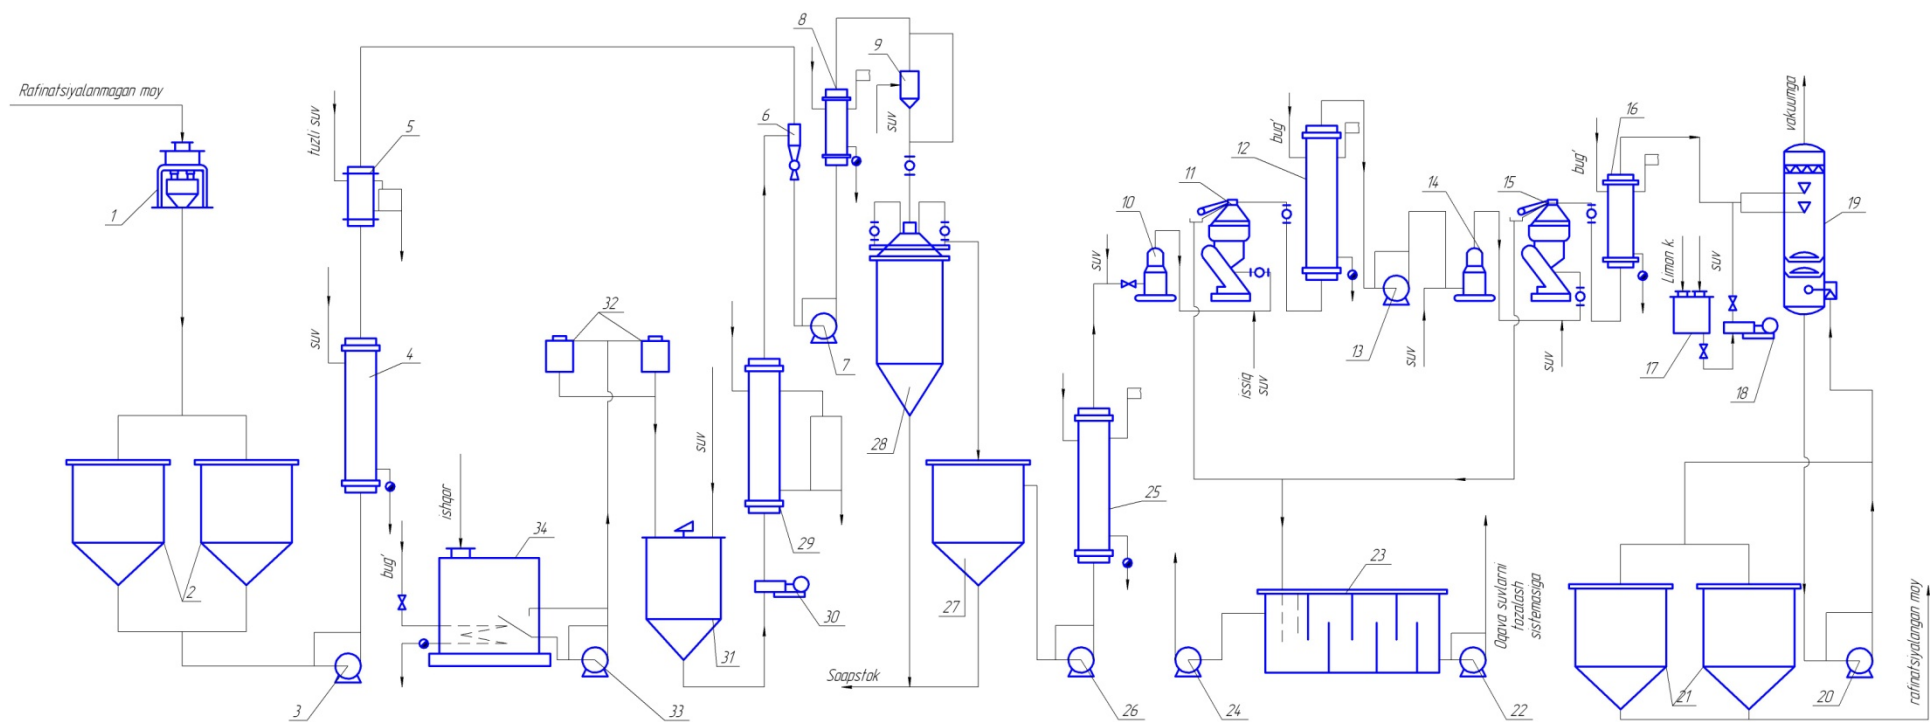 Rafinatsiyalanmagan moy
1
2
3
suv
4
tuzli suv
5
6
7
8
9
suv
bug'
ishqor
34
32
33
suv
31
30
29
28
27
Soapstok
26
25
suv
10
11
issiq
suv
bug'
12
13
suv
14
15
suv
bug'
16
Limon k.
17
suv
18
vakuumga
19
24
23
22
Oqava suvlarni
tozalash
sistemasiga
21
20
rafinatsiyalangan moy